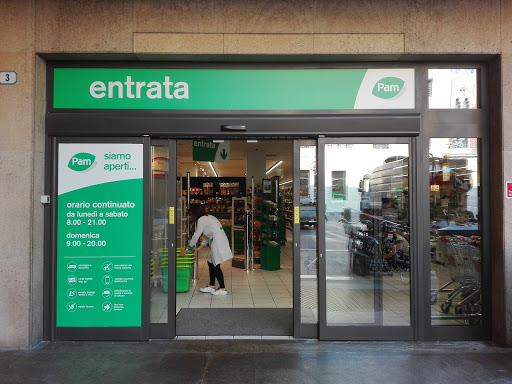 entrata
Pam
entrata
3
Pam
siamo
aperti...
orario continuato
da lunedì a sabato
8.00 - 21.00
domenica
9.00 - 20.00